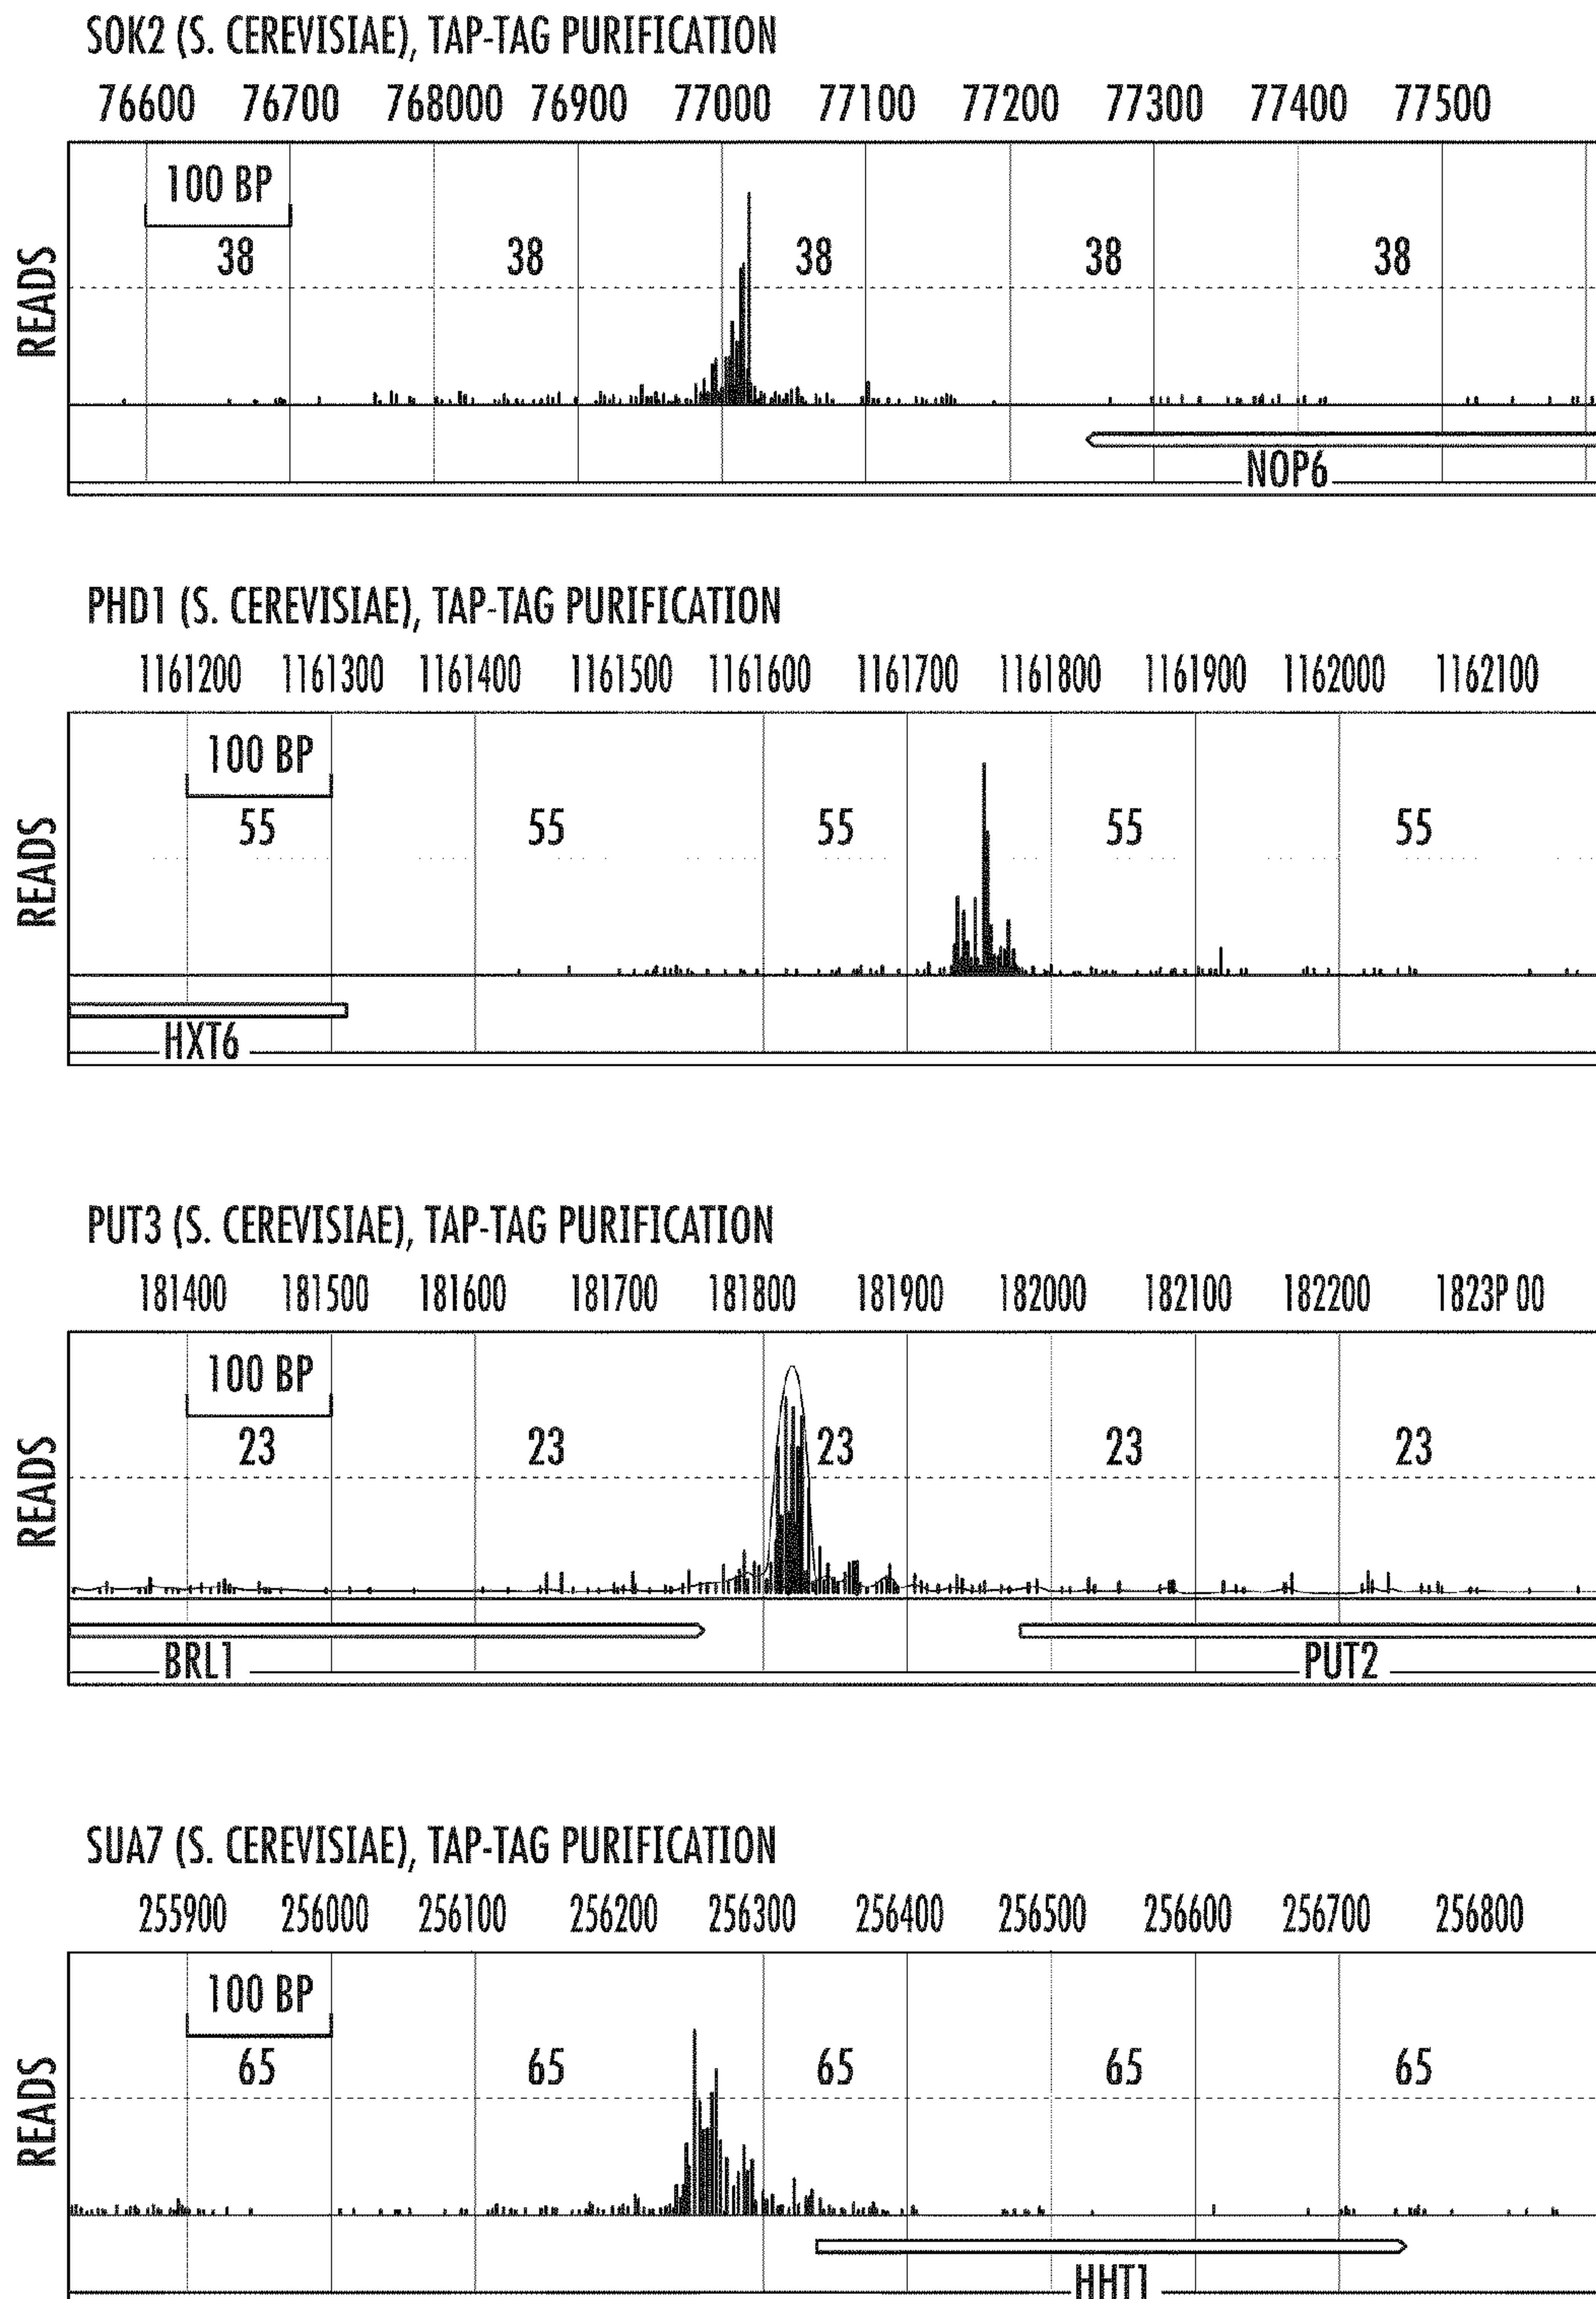 SOK2 (S. CEREVISIAE), TAP-TAG PURIFICATION
76600 76700 768000 76900 77000 77100 77200 77300 77400 77500
100 BP
38 38 38 38 38
READS
NOP6
PHD1 (S. CEREVISIAE), TAP-TAG PURIFICATION
1161200 1161300 1161400 1161500 1161600 1161700 1161800 1161900 1162000 1162100
100 BP
55 55 55 55 55
READS
HXT6
PUT3 (S. CEREVISIAE), TAP-TAG PURIFICATION
181400 181500 181600 181700 181800 181900 182000 182100 182200 1823P 00
100 BP
23 23 23 23 23
READS
BRL1 PUT2
SUA7 (S. CEREVISIAE), TAP-TAG PURIFICATION
255900 256000 256100 256200 256300 256400 256500 256600 256700 256800
100 BP
65 65 65 65 65
READS
HHT1